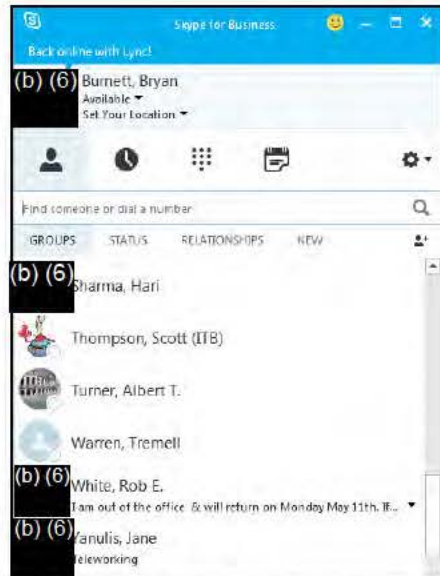 Skype for Business
Back online with Lync!
(b) (6) Burnett, Bryan
Available
Set Your Location
Find someone or dial a number
GROUPS STATUS RELATIONSHIPS NEW
(b) (6) Sharma, Hari
Thompson, Scott (ITB)
Turner, Albert T.
Warren, Tremell
(b) (6) White, Rob E.
I am out of the office & will return on Monday May 11th. If...
(b) (6) Yanulis, Jane
Teleworking